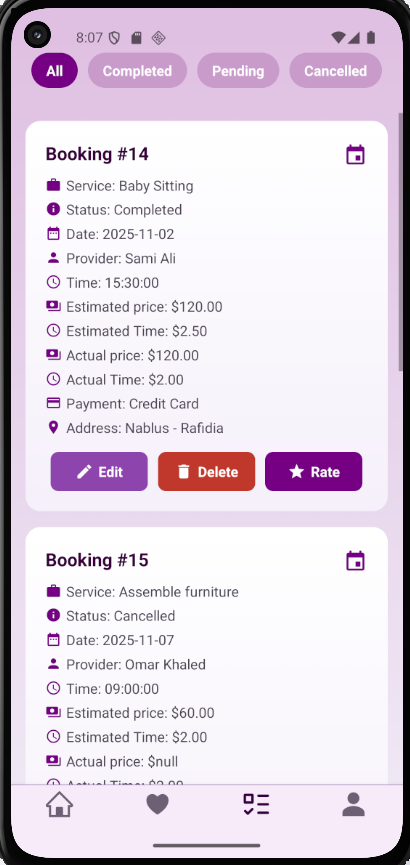 8:07
All Completed Pending Cancelled
Booking #14
Service: Baby Sitting
Status: Completed
Date: 2025-11-02
Provider: Sami Ali
Time: 15:30:00
Estimated price: $120.00
Estimated Time: $2.50
Actual price: $120.00
Actual Time: $2.00
Payment: Credit Card
Address: Nablus - Rafidia
Edit Delete Rate
Booking #15
Service: Assemble furniture
Status: Cancelled
Date: 2025-11-07
Provider: Omar Khaled
Time: 09:00:00
Estimated price: $60.00
Estimated Time: $2.00
Actual price: $null
Actual Time: $2.00